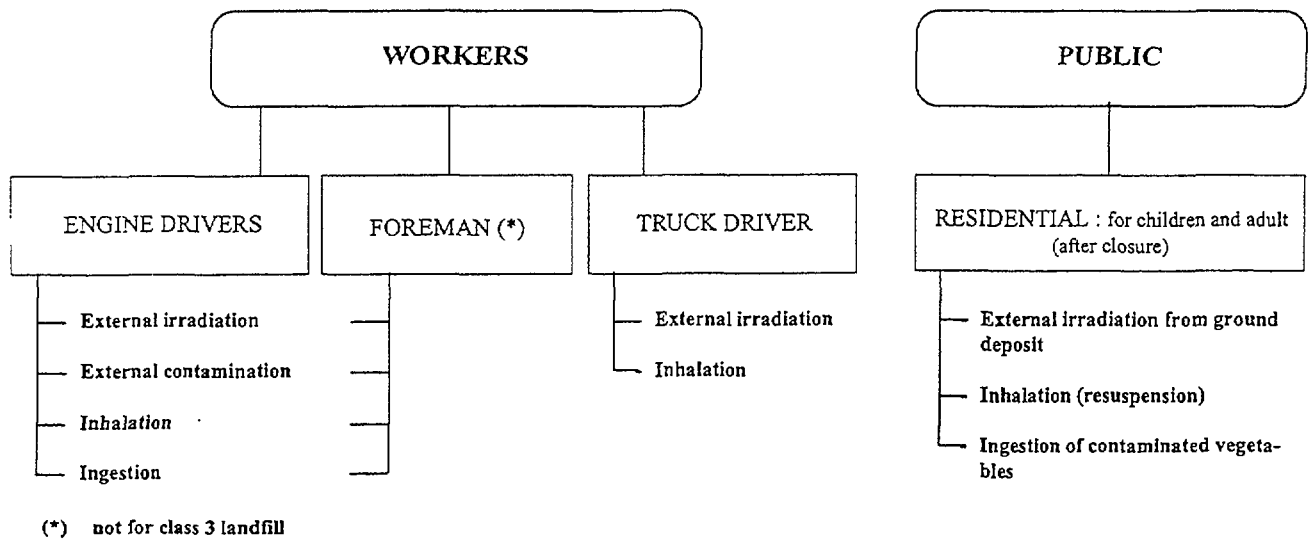 WORKERS
PUBLIC
ENGINE DRIVERS
FOREMAN (*)
TRUCK DRIVER
RESIDENTIAL : for children and adult
(after closure)
External irradiation
External contamination
Inhalation
Ingestion
External irradiation
Inhalation
External irradiation from ground
deposit
Inhalation (resuspension)
Ingestion of contaminated vegeta-
bles
(*) not for class 3 landfill